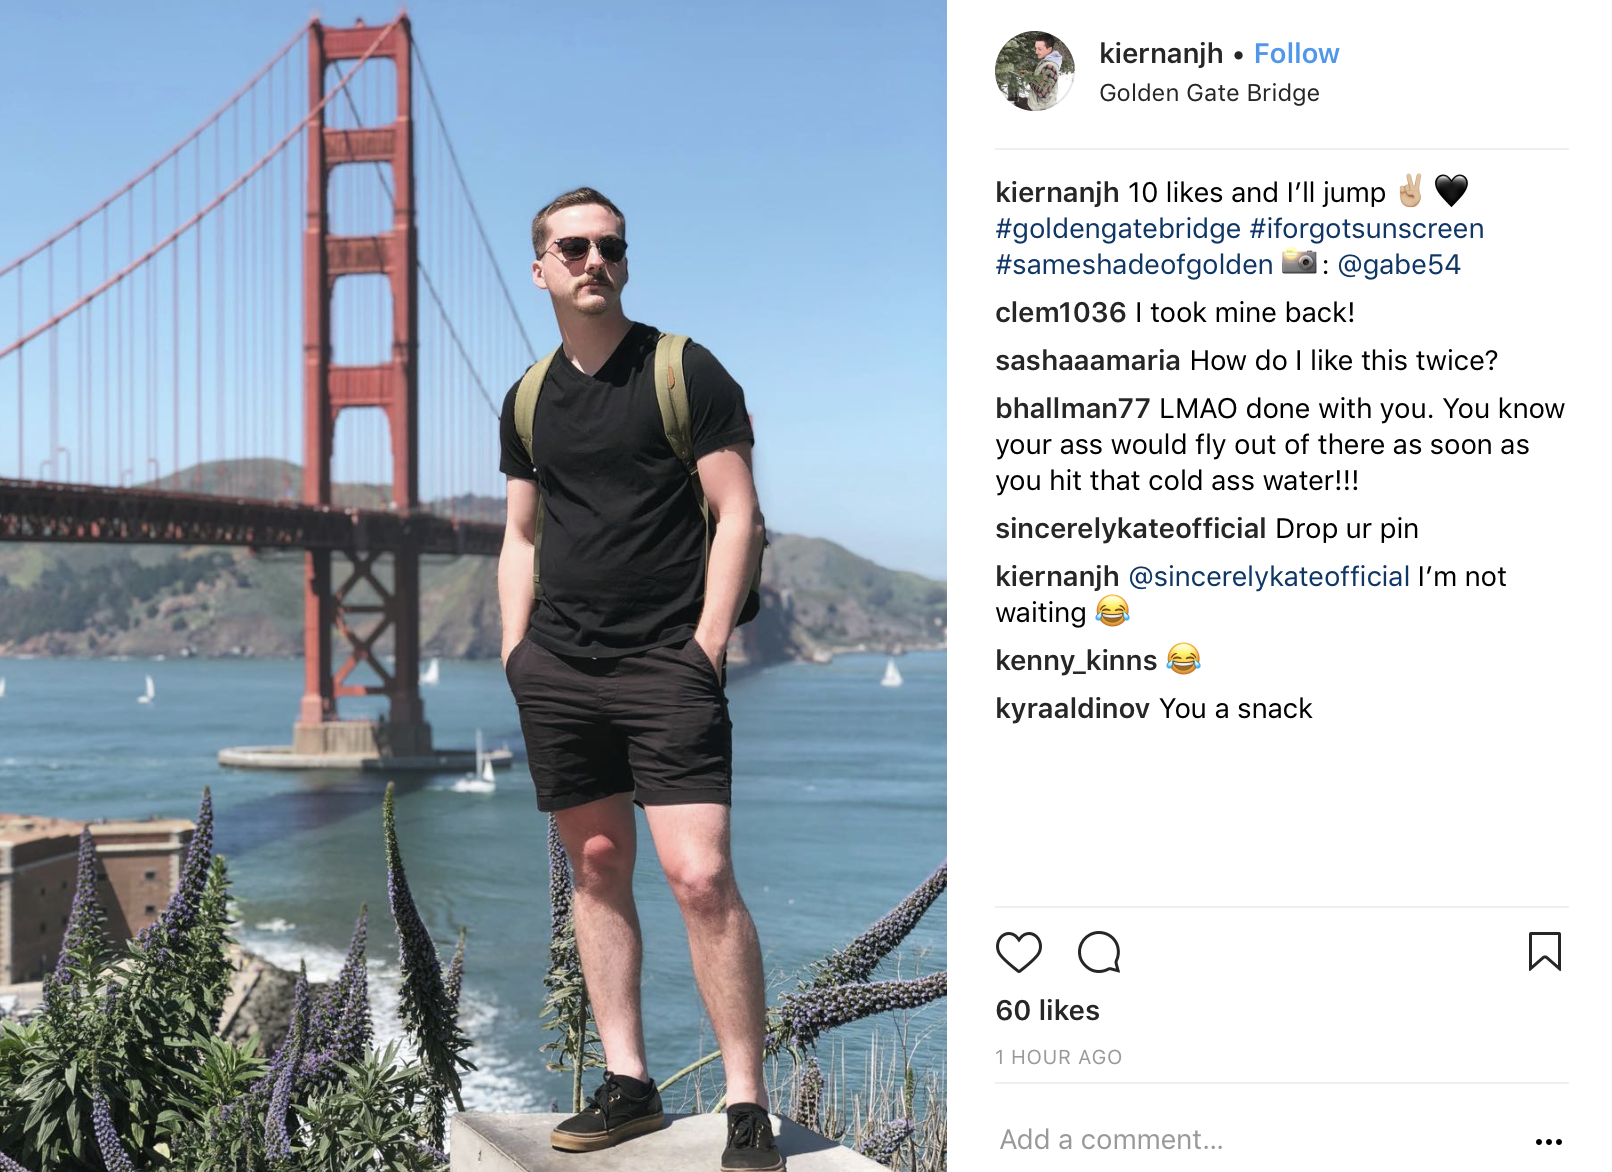 kiernanjh • Follow
Golden Gate Bridge
kiernanjh 10 likes and I’ll jump ✌🏼 🖤
#goldengatebridge #iforgotsunscreen
#sameshadeofgolden 📸 : @gabe54
clem1036 I took mine back!
sashaaamaria How do I like this twice?
bhallman77 LMAO done with you. You know
your ass would fly out of there as soon as
you hit that cold ass water!!!
sincerelykateofficial Drop ur pin
kiernanjh @sincerelykateofficial I’m not
waiting 😂
kenny_kinns 😂
kyraaldinov You a snack
60 likes
1 HOUR AGO
Add a comment...